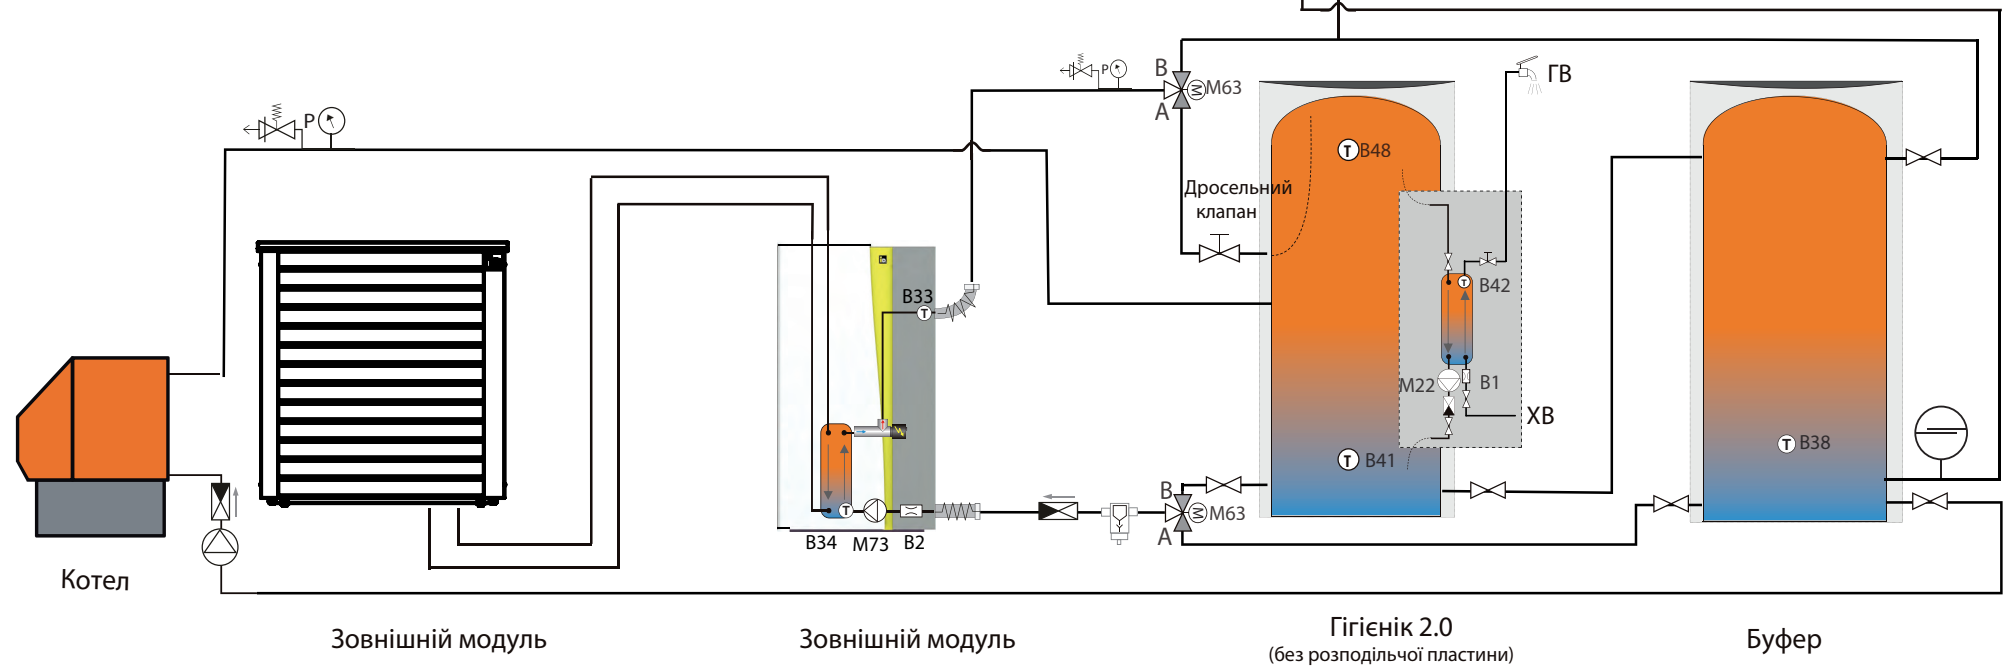 B
P
M63
A
ГВ
P
T B48
Дросельний
клапан
B33
T
T
B42
M22
B1
ХВ
T B41
T B38
B
M63
A
T
B34
M73
B2
Котел
Зовнішній модуль
Зовнішній модуль
Гігієнік 2.0
(без розподільчої пластини)
Буфер